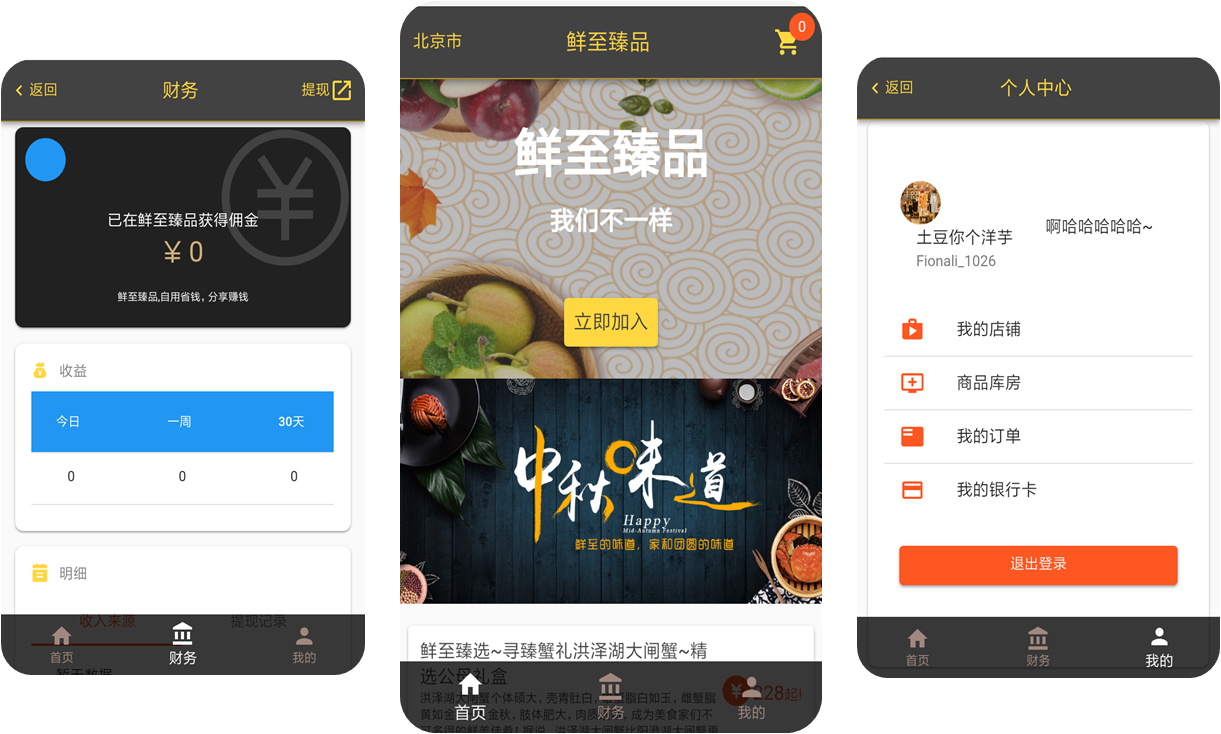 返回
财务
提现
已在鲜至臻品获得佣金
¥ 0
鲜至臻品,自用省钱，分享赚钱
收益
今日 一周 30天
0 0 0
明细
收入来源 提现记录
首页 财务 我的
暂无数据
北京市
鲜至臻品
0
鲜至臻品
我们不一样
立即加入
中秋味道
Happy
Mid-Autumn Festival
鲜至的味道，家和团圆的味道
鲜至臻选~寻臻蟹礼洪泽湖大闸蟹~精
选公母礼盒
¥ 328起!
洪泽湖大闸蟹个体硕大, 壳青肚白, 雄蟹脂白如玉, 雌蟹脂
黄如金 金秋, 肢体肥大, 肉质 成为美食家们不
首页 财务 我的
返回
个人中心
土豆你个洋芋
Fionali_1026
啊哈哈哈哈哈~
我的店铺
商品库房
我的订单
我的银行卡
退出登录
首页 财务 我的